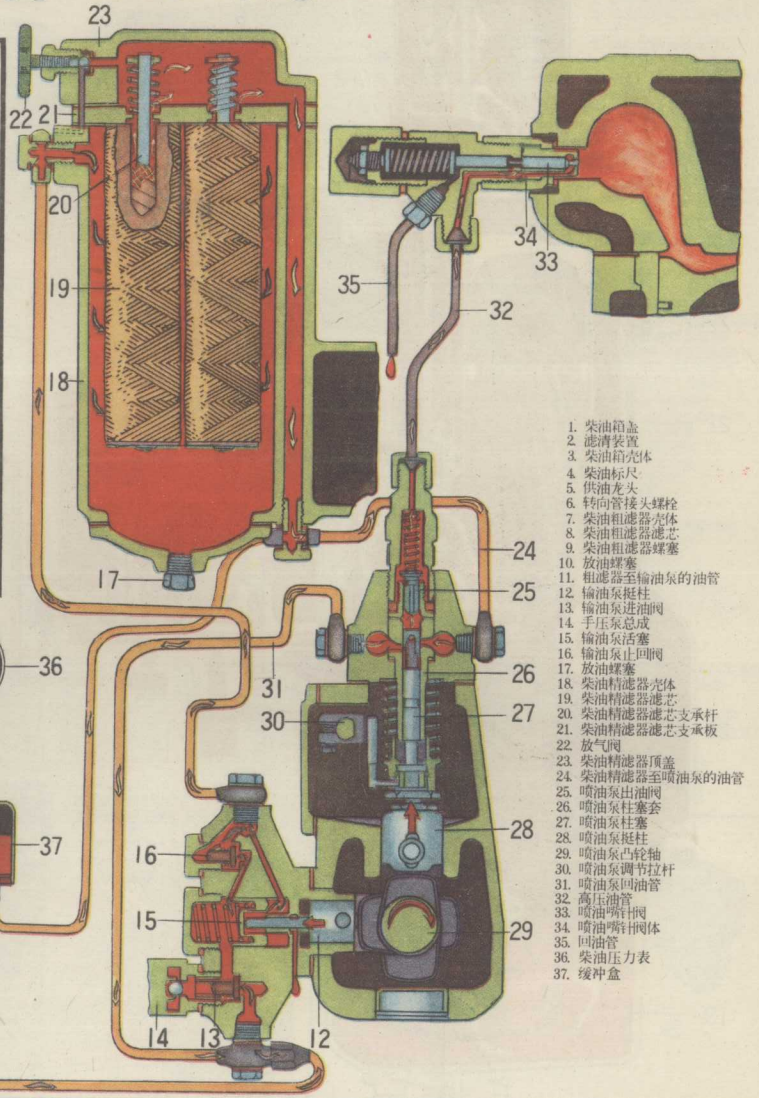 23
22
21
20
19
18
17
36
37
31
30
16
15
14
13
12
35
34
33
32
24
25
26
27
28
29
1. 柴油箱盖
2. 滤清装置
3. 柴油箱壳体
4. 柴油标尺
5. 供油龙头
6. 转向管接头螺栓
7. 柴油粗滤器壳体
8. 柴油粗滤器滤芯
9. 柴油粗滤器螺塞
10. 放油螺塞
11. 粗滤器至输油泵的油管
12. 输油泵挺柱
13. 输油泵进油阀
14. 手压泵总成
15. 输油泵活塞
16. 输油泵止回阀
17. 放油螺塞
18. 柴油精滤器壳体
19. 柴油精滤器滤芯
20. 柴油精滤器滤芯支承杆
21. 柴油精滤器滤芯支承板
22. 放气阀
23. 柴油精滤器顶盖
24. 柴油精滤器至喷油泵的油管
25. 喷油泵出油阀
26. 喷油泵柱塞套
27. 喷油泵柱塞
28. 喷油泵挺柱
29. 喷油泵凸轮轴
30. 喷油泵调节拉杆
31. 喷油泵回油管
32. 高压油管
33. 喷油嘴针阀
34. 喷油嘴针阀体
35. 回油管
36. 柴油压力表
37. 缓冲盒